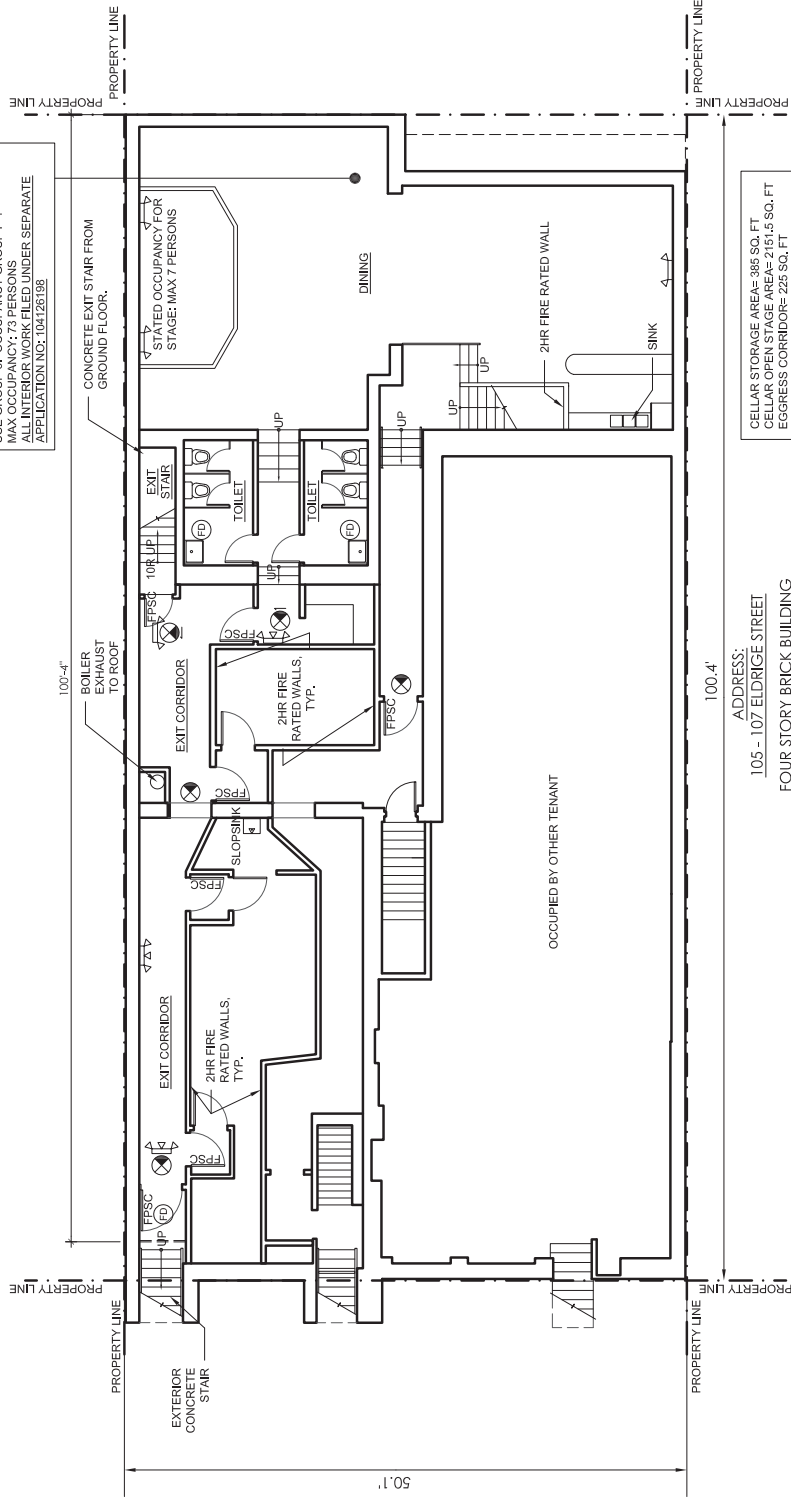 MAX OCCUPANCY: 73 PERSONS
ALL INTERIOR WORK FILED UNDER SEPARATE
APPLICATION NO: 104126198
PROPERTY LINE
PROPERTY LINE
PROPERTY LINE
PROPERTY LINE
100'-4"
BOILER
EXHAUST
TO ROOF
CONCRETE EXIT STAIR FROM
GROUND FLOOR.
STATED OCCUPANCY FOR
STAGE: MAX 7 PERSONS
EXIT
STAIR
10R UP
FPSC
EXIT CORRIDOR
EXIT CORRIDOR
FD
TOILET
UP
UP
TOILET
FD
DINING
FPSC
FPSC
2HR FIRE
RATED WALLS,
TYP.
SLOPSINK
FPSC
2HR FIRE
RATED WALLS,
TYP.
FPSC
FPSC
FD
UP
EXTERIOR
CONCRETE
STAIR
FPSC
UP
UP
UP
2HR FIRE RATED WALL
SINK
OCCUPIED BY OTHER TENANT
PROPERTY LINE
PROPERTY LINE
PROPERTY LINE
PROPERTY LINE
50.1'
100.4'
ADDRESS:
105 - 107 ELDRIGE STREET
FOUR STORY BRICK BUILDING
CELLAR STORAGE AREA= 385 SQ. FT
CELLAR OPEN STAGE AREA= 2151.5 SQ. FT
EGGRESS CORRIDOR= 225 SQ. FT